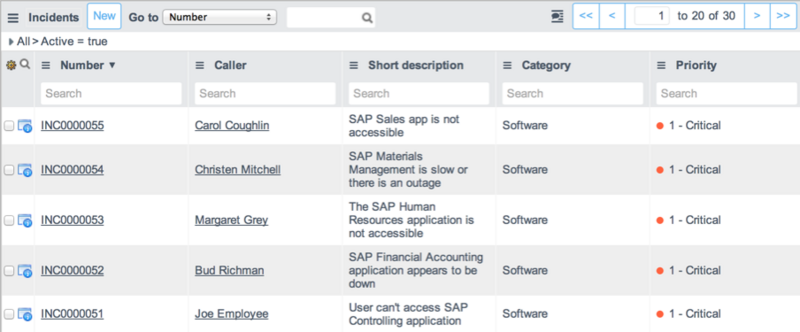 Incidents New Go to Number << < 1 to 20 of 30 > >>
All > Active = true
Number ▼ Caller Short description Category Priority
Search Search Search Search Search
INC0000055 Carol Coughlin SAP Sales app is not accessible Software 1 - Critical
INC0000054 Christen Mitchell SAP Materials Management is slow or there is an outage Software 1 - Critical
INC0000053 Margaret Grey The SAP Human Resources application is not accessible Software 1 - Critical
INC0000052 Bud Richman SAP Financial Accounting application appears to be down Software 1 - Critical
INC0000051 Joe Employee User can't access SAP Controlling application Software 1 - Critical